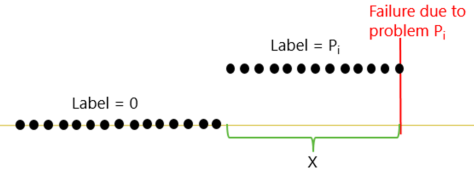 Failure due to
problem Pi
Label = Pi
Label = 0
X